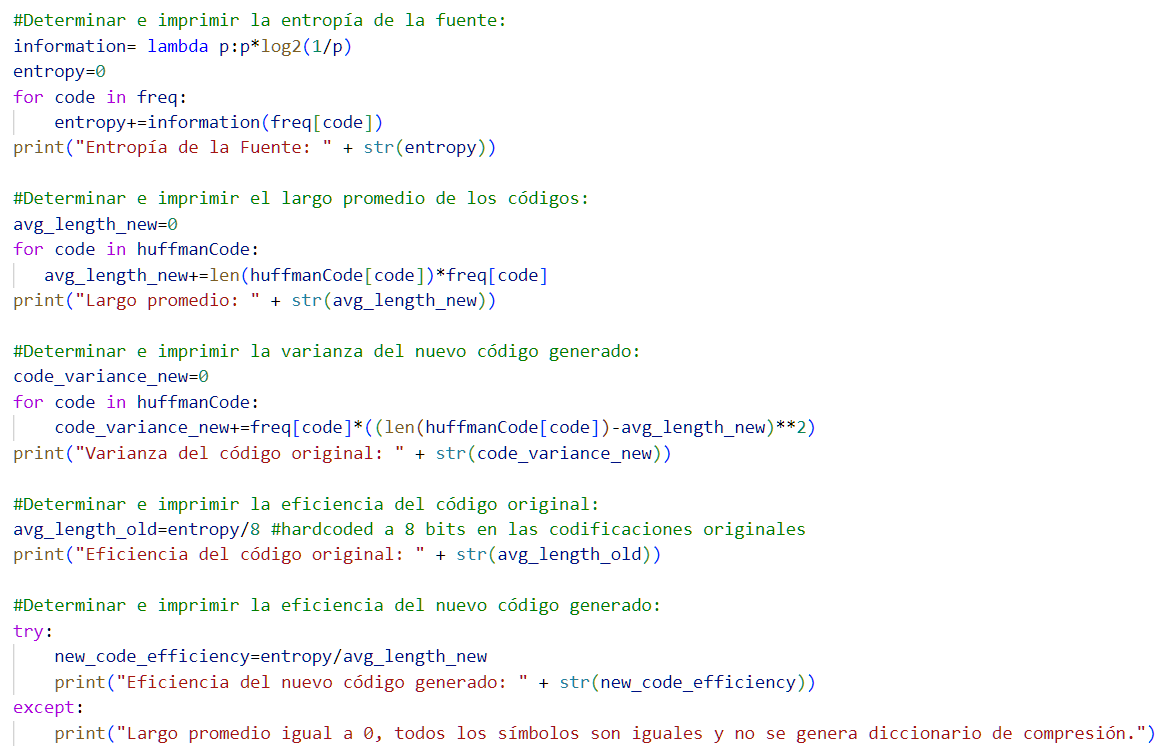 #Determinar e imprimir la entropía de la fuente:
information= lambda p:p*log2(1/p)
entropy=0
for code in freq:
    entropy+=information(freq[code])
print("Entropía de la Fuente: " + str(entropy))

#Determinar e imprimir el largo promedio de los códigos:
avg_length_new=0
for code in huffmanCode:
   avg_length_new+=len(huffmanCode[code])*freq[code]
print("Largo promedio: " + str(avg_length_new))

#Determinar e imprimir la varianza del nuevo código generado:
code_variance_new=0
for code in huffmanCode:
    code_variance_new+=freq[code]*((len(huffmanCode[code])-avg_length_new)**2)
print("Varianza del código original: " + str(code_variance_new))

#Determinar e imprimir la eficiencia del código original:
avg_length_old=entropy/8 #hardcoded a 8 bits en las codificaciones originales
print("Eficiencia del código original: " + str(avg_length_old))

#Determinar e imprimir la eficiencia del nuevo código generado:
try:
    new_code_efficiency=entropy/avg_length_new
    print("Eficiencia del nuevo código generado: " + str(new_code_efficiency))
except:
    print("Largo promedio igual a 0, todos los símbolos son iguales y no se genera diccionario de compresión.")